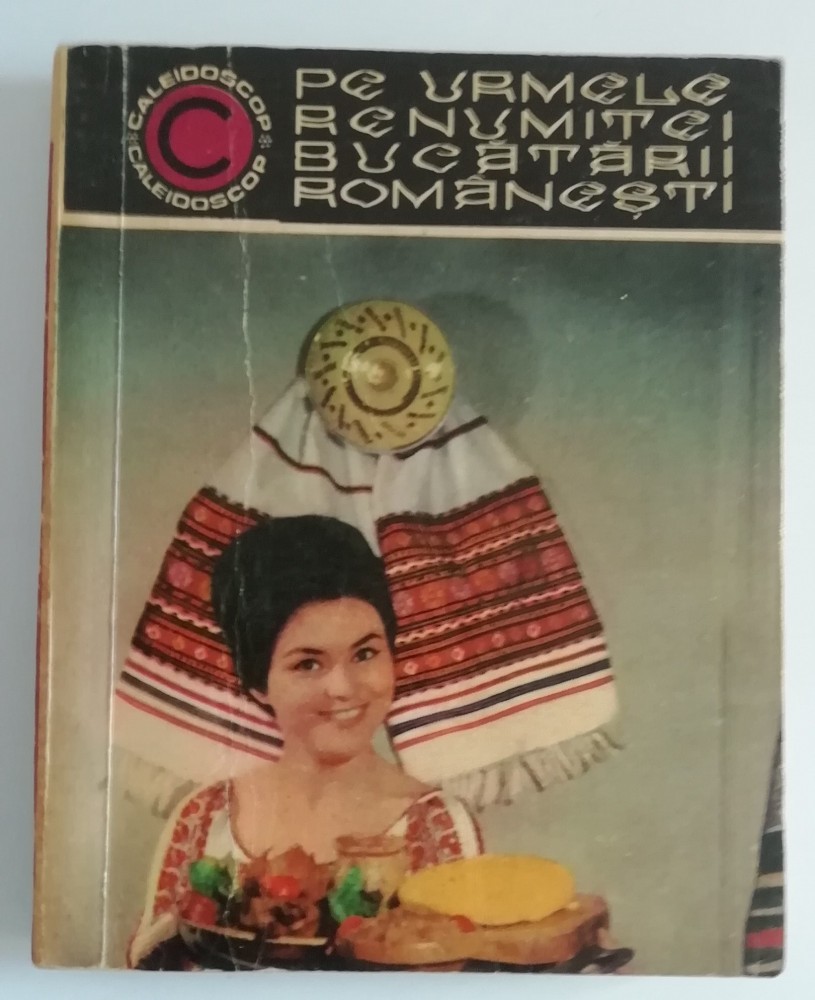 CALEIDOSCOP
C
CALEIDOSCOP
PE URMELE
RENUMITEI
BUCĂTĂRII
ROMÂNEȘTI